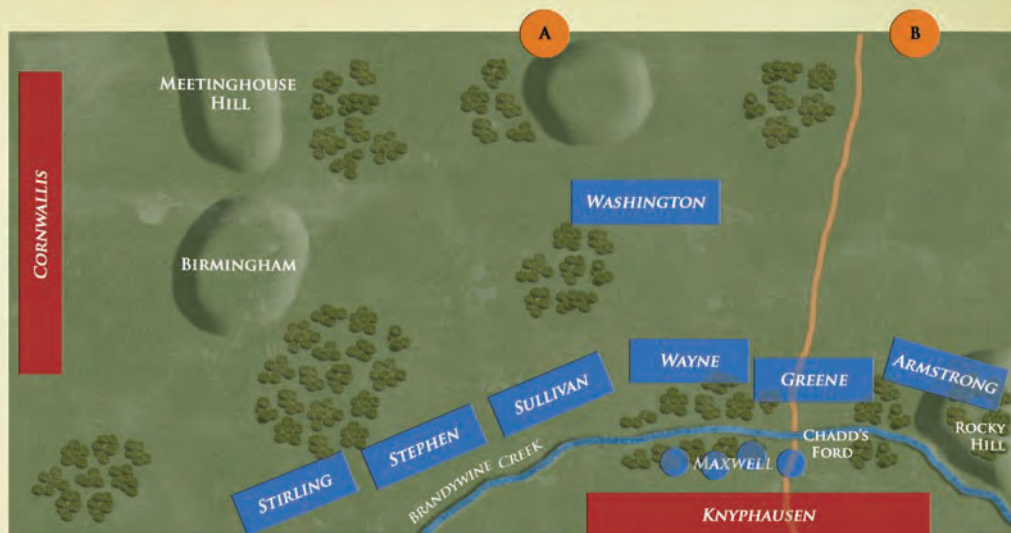 A
B
MEETINGHOUSE
HILL
CORNWALLIS
WASHINGTON
BIRMINGHAM
WAYNE
GREENE
ARMSTRONG
SULLIVAN
STEPHEN
STIRLING
BRANDYWINE CREEK
MAXWELL
CHADD'S
FORD
ROCKY
HILL
KNYPHAUSEN